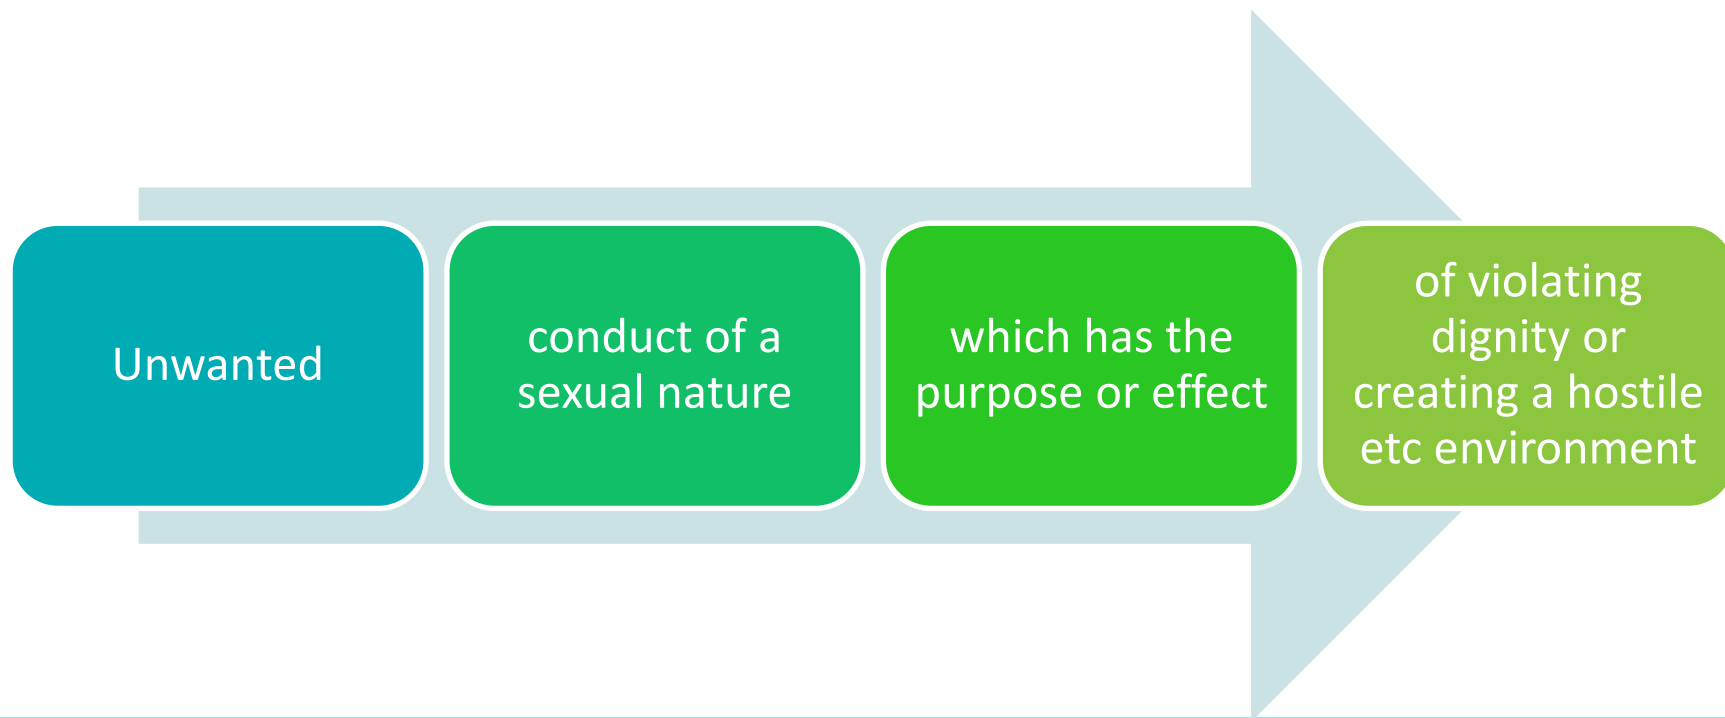 Unwanted
conduct of a
sexual nature
which has the
purpose or effect
of violating
dignity or
creating a hostile
etc environment